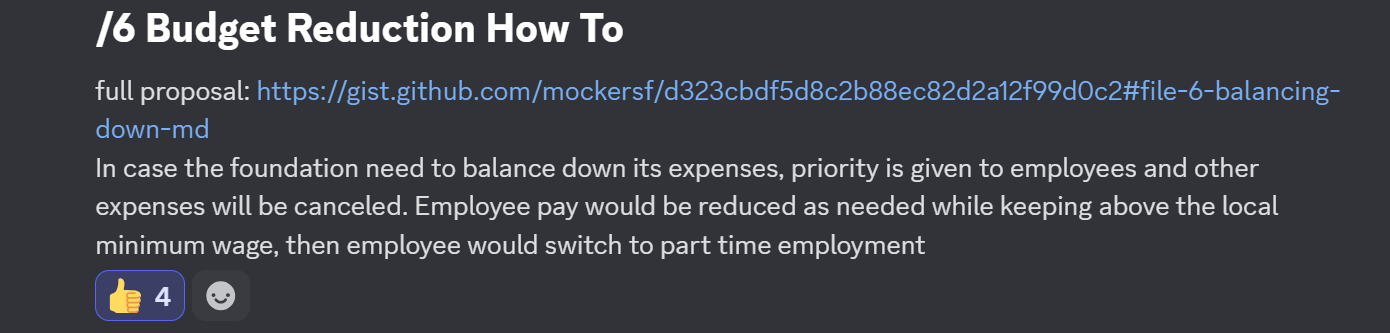 /6 Budget Reduction How To
full proposal: https://gist.github.com/mockersf/d323cbdf5d8c2b88ec82d2a12f99d0c2#file-6-balancing-
down-md
In case the foundation need to balance down its expenses, priority is given to employees and other
expenses will be canceled. Employee pay would be reduced as needed while keeping above the local
minimum wage, then employee would switch to part time employment
4